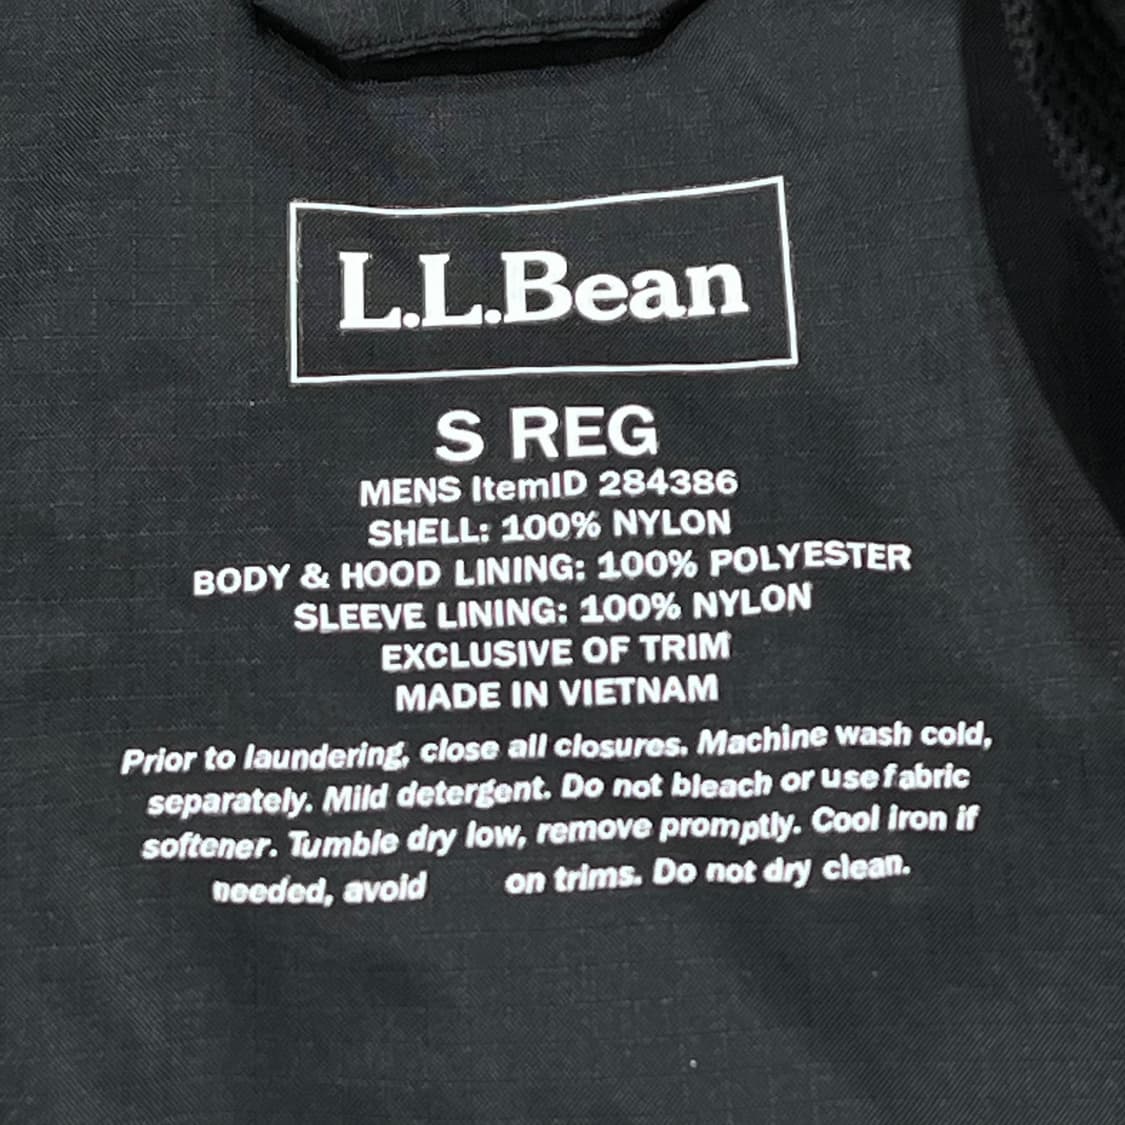 L.L.Bean
S REG
MENS ItemID 284386
SHELL: 100% NYLON
BODY & HOOD LINING: 100% POLYESTER
SLEEVE LINING: 100% NYLON
EXCLUSIVE OF TRIM
MADE IN VIETNAM
Prior to laundering, close all closures. Machine wash cold,
separately. Mild detergent. Do not bleach or use fabric
softener. Tumble dry low, remove promptly. Cool iron if
needed, avoid on trims. Do not dry clean.